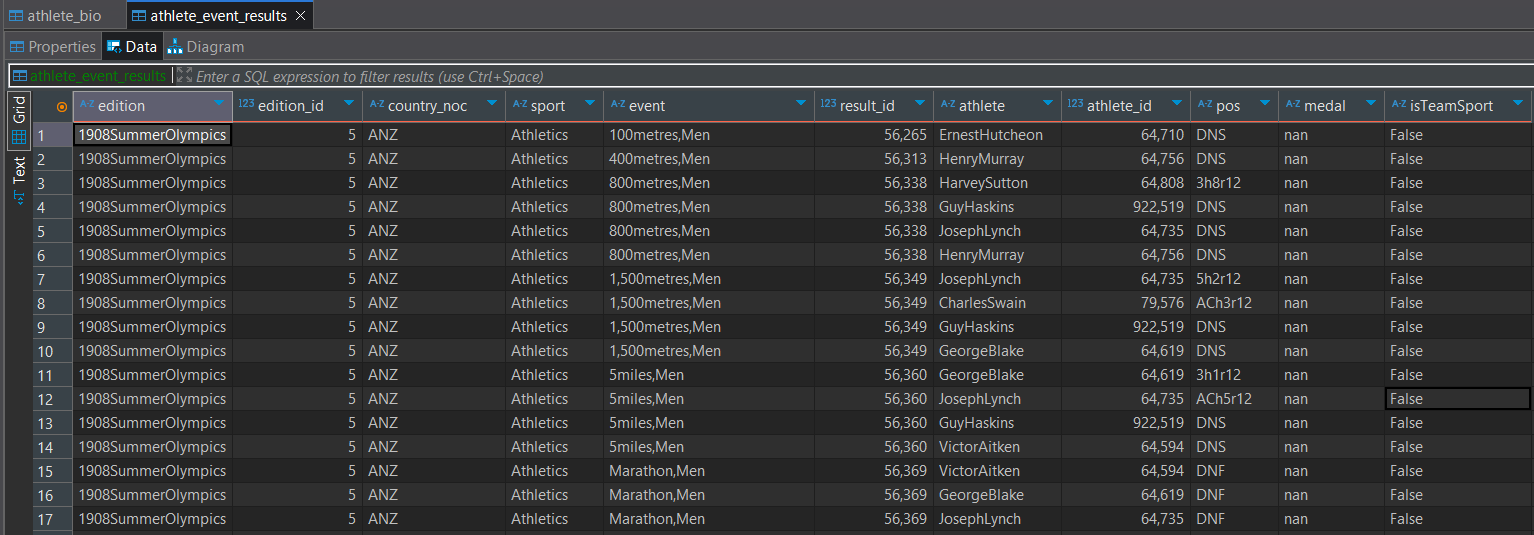 athlete_bio athlete_event_results
Properties Data Diagram
athlete_event_results Enter a SQL expression to filter results (use Ctrl+Space)
Grid
Text
A-Z edition 123 edition_id A-Z country_noc A-Z sport A-Z event 123 result_id A-Z athlete 123 athlete_id A-Z pos A-Z medal A-Z isTeamSport
1 1908SummerOlympics 5 ANZ Athletics 100metres,Men 56,265 ErnestHutcheon 64,710 DNS nan False
2 1908SummerOlympics 5 ANZ Athletics 400metres,Men 56,313 HenryMurray 64,756 DNS nan False
3 1908SummerOlympics 5 ANZ Athletics 800metres,Men 56,338 HarveySutton 64,808 3h8r12 nan False
4 1908SummerOlympics 5 ANZ Athletics 800metres,Men 56,338 GuyHaskins 922,519 DNS nan False
5 1908SummerOlympics 5 ANZ Athletics 800metres,Men 56,338 JosephLynch 64,735 DNS nan False
6 1908SummerOlympics 5 ANZ Athletics 800metres,Men 56,338 HenryMurray 64,756 DNS nan False
7 1908SummerOlympics 5 ANZ Athletics 1,500metres,Men 56,349 JosephLynch 64,735 5h2r12 nan False
8 1908SummerOlympics 5 ANZ Athletics 1,500metres,Men 56,349 CharlesSwain 79,576 ACh3r12 nan False
9 1908SummerOlympics 5 ANZ Athletics 1,500metres,Men 56,349 GuyHaskins 922,519 DNS nan False
10 1908SummerOlympics 5 ANZ Athletics 1,500metres,Men 56,349 GeorgeBlake 64,619 DNS nan False
11 1908SummerOlympics 5 ANZ Athletics 5miles,Men 56,360 GeorgeBlake 64,619 3h1r12 nan False
12 1908SummerOlympics 5 ANZ Athletics 5miles,Men 56,360 JosephLynch 64,735 ACh5r12 nan False
13 1908SummerOlympics 5 ANZ Athletics 5miles,Men 56,360 GuyHaskins 922,519 DNS nan False
14 1908SummerOlympics 5 ANZ Athletics 5miles,Men 56,360 VictorAitken 64,594 DNS nan False
15 1908SummerOlympics 5 ANZ Athletics Marathon,Men 56,369 VictorAitken 64,594 DNF nan False
16 1908SummerOlympics 5 ANZ Athletics Marathon,Men 56,369 GeorgeBlake 64,619 DNF nan False
17 1908SummerOlympics 5 ANZ Athletics Marathon,Men 56,369 JosephLynch 64,735 DNF nan False